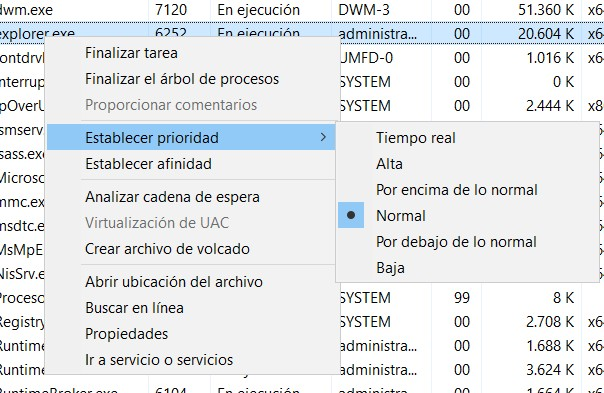 dwm.exe 7120 En ejecución DWM-3 00 51.360 K x6
explorer.exe 6252 En ejecución administra... 00 20.604 K x64
ontdrvh UMFD-0 00 1.016 K x6
nterrup SYSTEM 00 0 K
pOverU SYSTEM 00 2.444 K x8
smserv
sass.ex
Microso
mmc.ex
msdtc.e
MsMpE
NisSrv.e
Proceso SYSTEM 99 8 K
Registry SYSTEM 00 2.708 K x6
Runtime administra... 00 1.688 K x6
Runtime administra... 00 3.624 K x6
RuntimeBroker.exe 6104 En ejecución administra... 00 1.664 K x6
Finalizar tarea
Finalizar el árbol de procesos
Proporcionar comentarios
Establecer prioridad
Establecer afinidad
Analizar cadena de espera
Virtualización de UAC
Crear archivo de volcado
Abrir ubicación del archivo
Buscar en línea
Propiedades
Ir a servicio o servicios
Tiempo real
Alta
Por encima de lo normal
Normal
Por debajo de lo normal
Baja